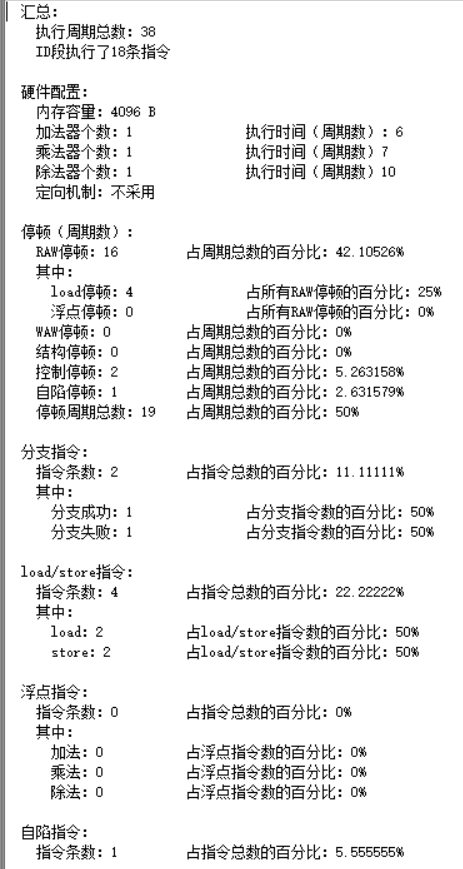 汇总:
执行周期总数: 38
ID段执行了18条指令
硬件配置:
内存容量: 4096 B
加法器个数: 1 执行时间（周期数）: 6
乘法器个数: 1 执行时间（周期数）7
除法器个数: 1 执行时间（周期数）10
定向机制: 不采用
停顿（周期数）:
RAW停顿: 16 占周期总数的百分比: 42.10526%
其中:
load停顿: 4 占所有RAW停顿的百分比: 25%
浮点停顿: 0 占所有RAW停顿的百分比: 0%
WAW停顿: 0 占周期总数的百分比: 0%
结构停顿: 0 占周期总数的百分比: 0%
控制停顿: 2 占周期总数的百分比: 5.263158%
自陷停顿: 1 占周期总数的百分比: 2.631579%
停顿周期总数: 19 占周期总数的百分比: 50%
分支指令:
指令条数: 2 占指令总数的百分比: 11.11111%
其中:
分支成功: 1 占分支指令数的百分比: 50%
分支失败: 1 占分支指令数的百分比: 50%
load/store指令:
指令条数: 4 占指令总数的百分比: 22.22222%
其中:
load: 2 占load/store指令数的百分比: 50%
store: 2 占load/store指令数的百分比: 50%
浮点指令:
指令条数: 0 占指令总数的百分比: 0%
其中:
加法: 0 占浮点指令数的百分比: 0%
乘法: 0 占浮点指令数的百分比: 0%
除法: 0 占浮点指令数的百分比: 0%
自陷指令:
指令条数: 1 占指令总数的百分比: 5.555555%